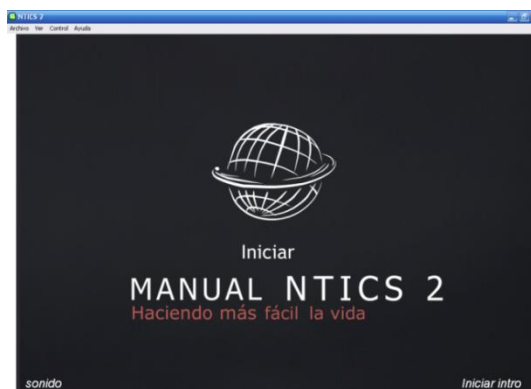 NTICS 2
Archivo Ver Control Ayuda
Iniciar
MANUAL NTICS 2
Haciendo más fácil la vida
sonido Iniciar intro